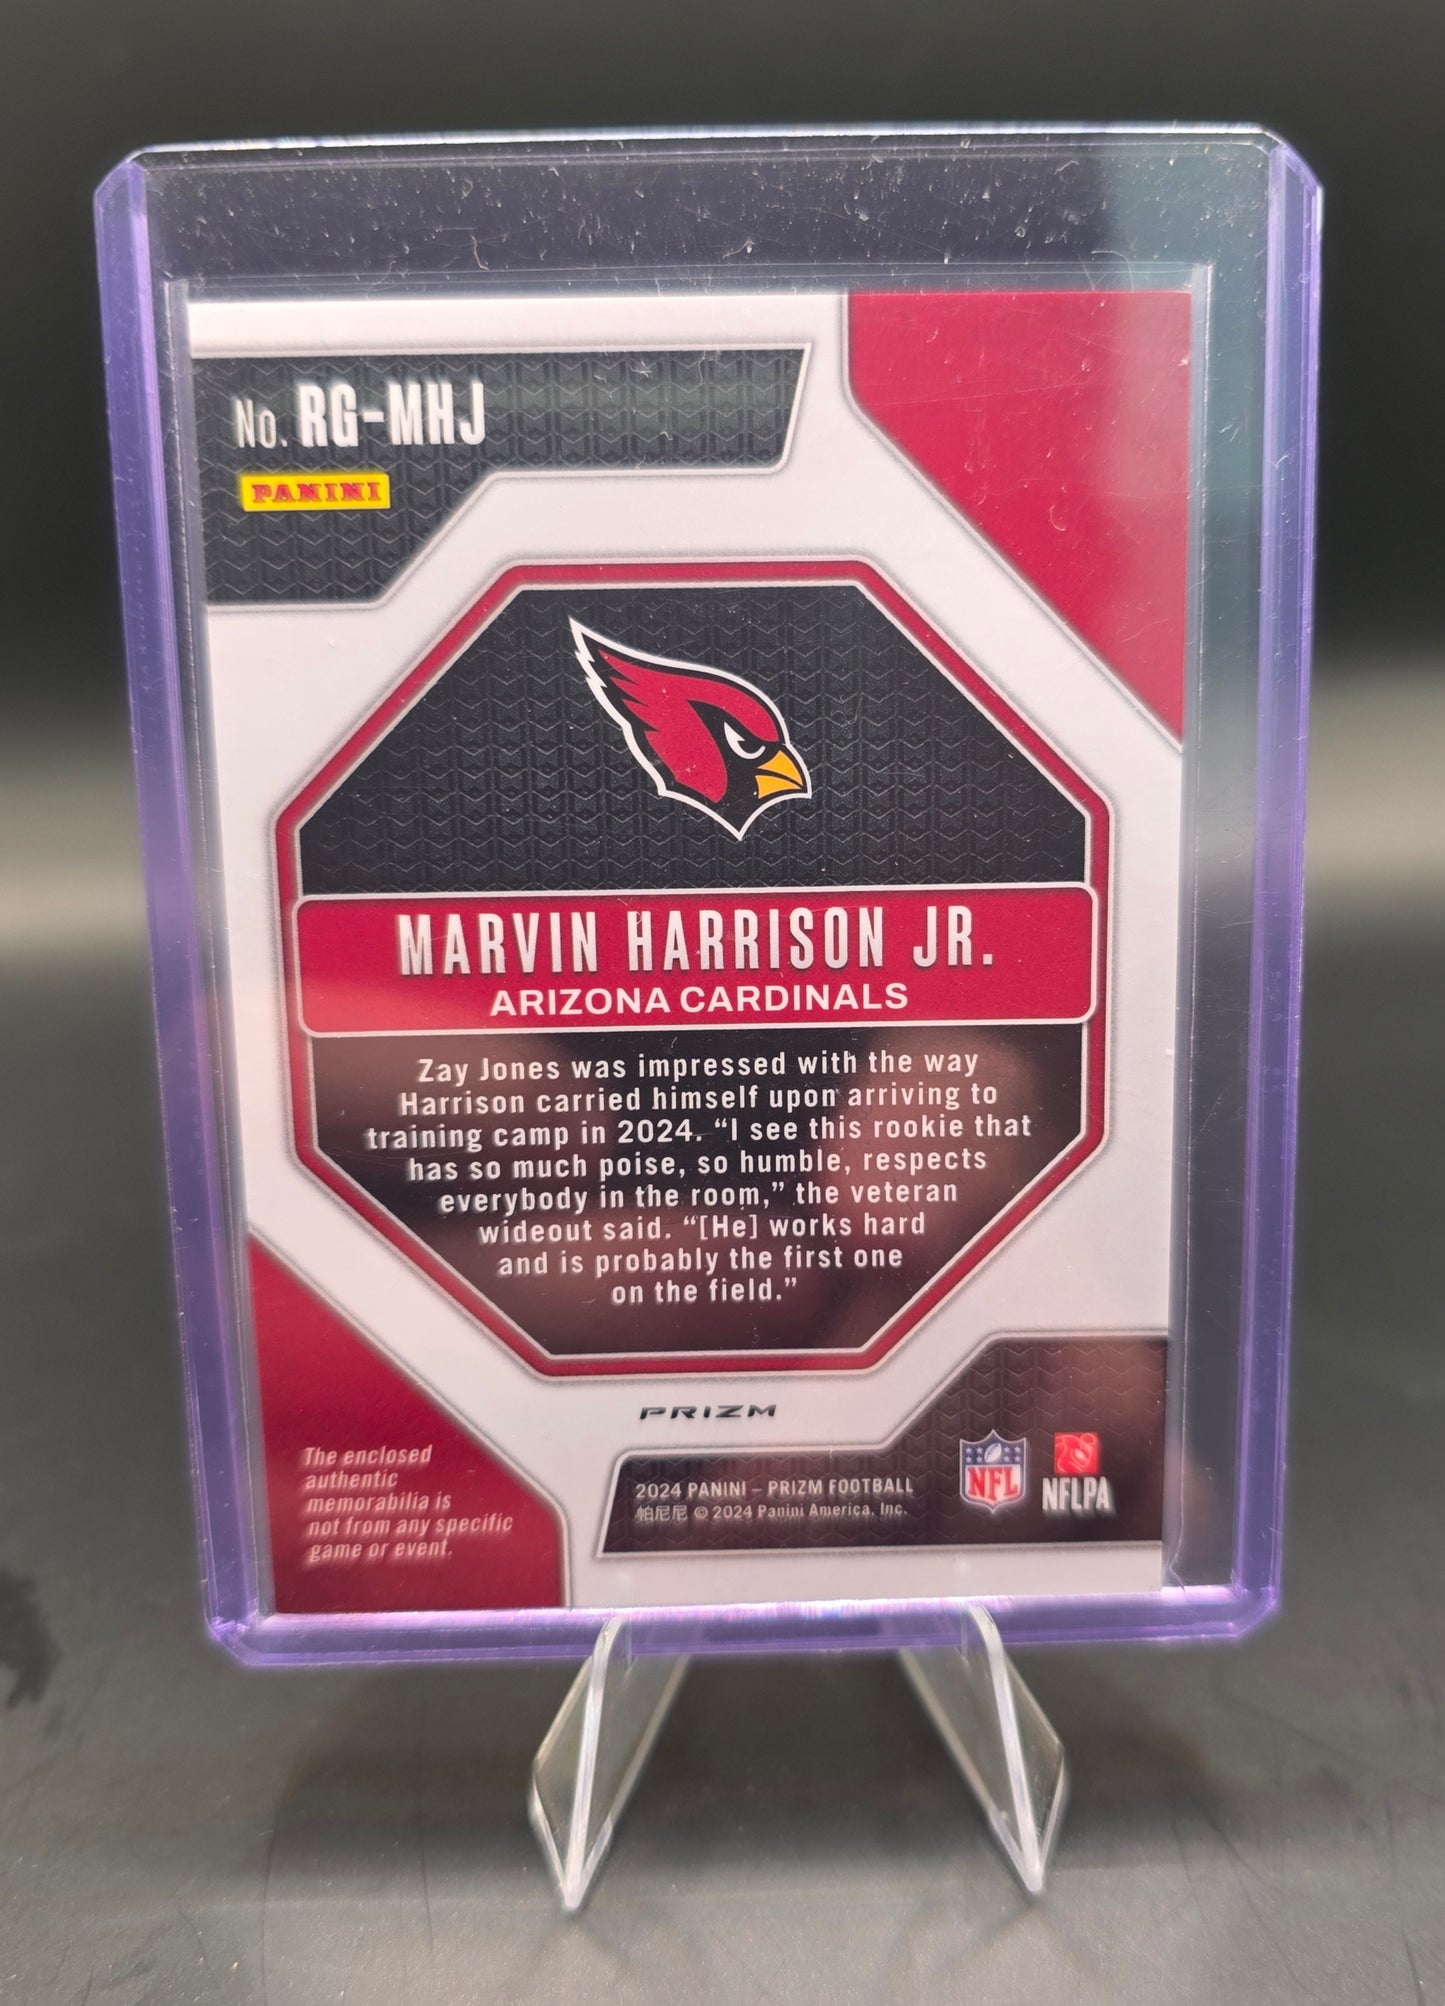 No. RG-MHJ
PANINI
MARVIN HARRISON JR.
ARIZONA CARDINALS
Zay Jones was impressed with the way
Harrison carried himself upon arriving to
training camp in 2024. “I see this rookie that
has so much poise, so humble, respects
everybody in the room,” the veteran
wideout said. “[He] works hard
and is probably the first one
on the field.”
PRIZM
The enclosed
authentic
memorabilia is
not from any specific
game or event.
2024 PANINI – PRIZM FOOTBALL
帕尼尼 © 2024 Panini America, Inc.
NFL
NFLPA